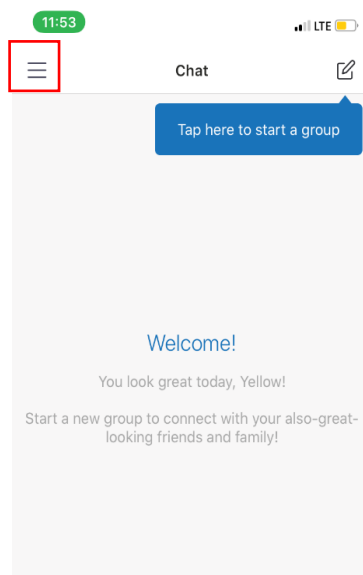 11:53
LTE
Chat
Tap here to start a group
Welcome!
You look great today, Yellow!
Start a new group to connect with your also-great-
looking friends and family!